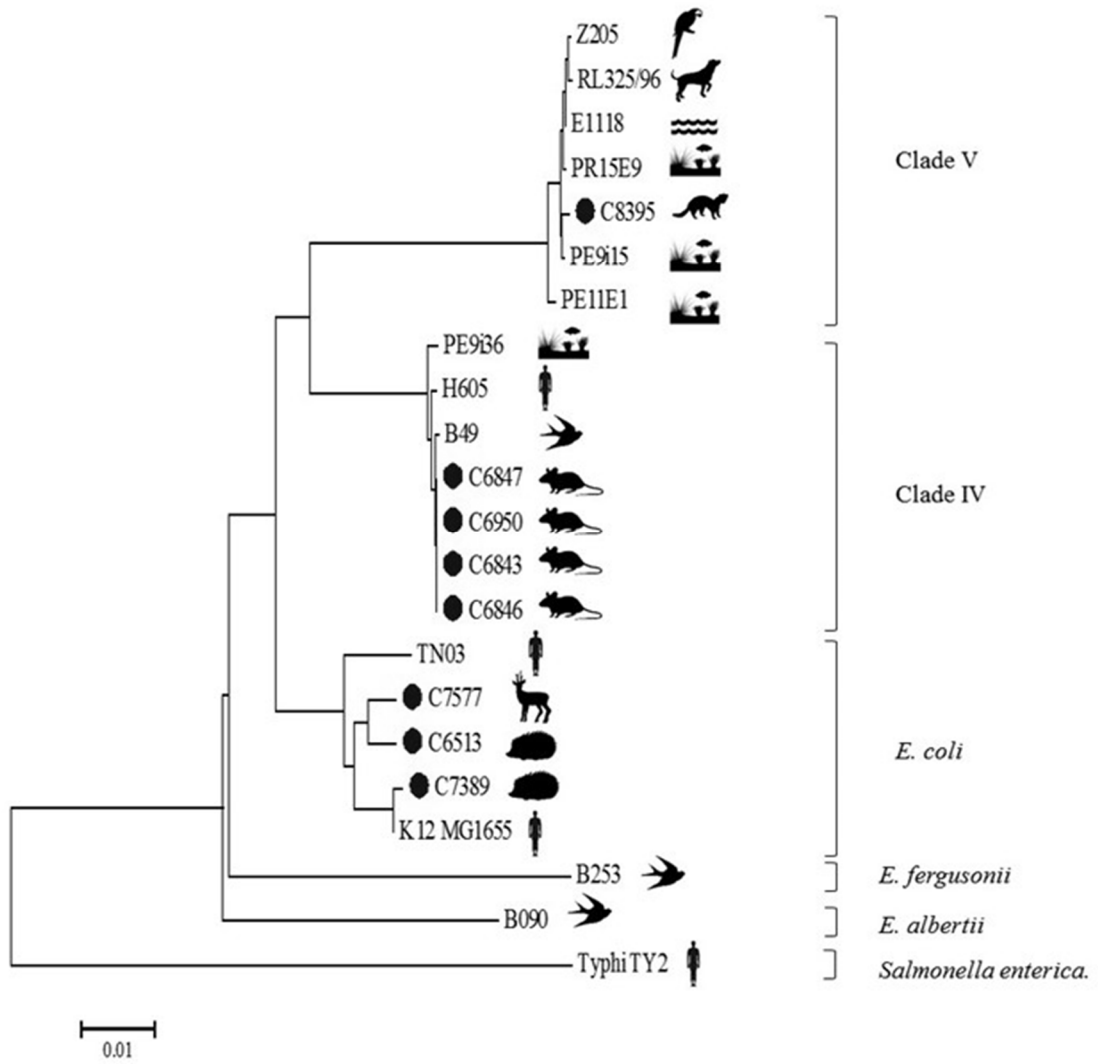 Z205
RL325/96
E1118
PR15E9
Clade V
C8395
PE9i15
PE11E1
PE9i36
H605
B49
C6847
Clade IV
C6950
C6843
C6846
TN03
C7577
C6513
E. coli
C7389
K12 MG1655
B253
E. fergusonii
B090
E. albertii
Typhi TY2
Salmonella enterica.
0.01